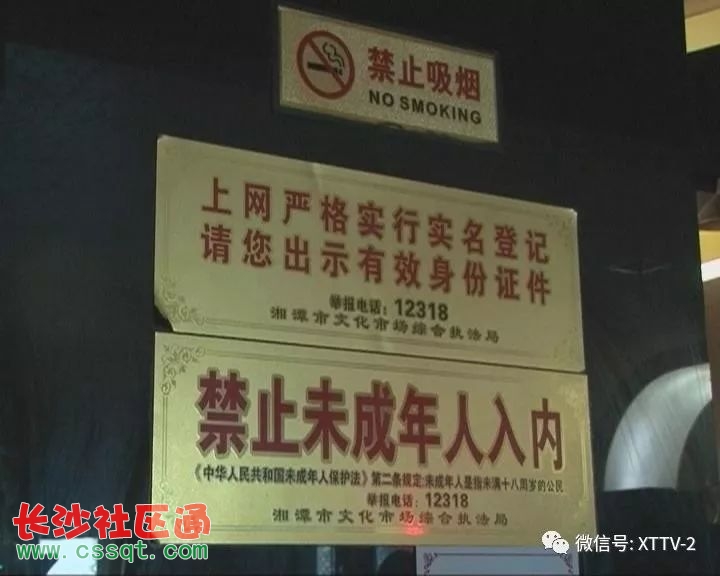 禁止吸烟
NO SMOKING
上网严格实行实名登记
请您出示有效身份证件
举报电话：12318
湘潭市文化市场综合执法局
禁止未成年人入内
《中华人民共和国未成年人保护法》第二条规定:未成年人是指未满十八周岁的公民
举报电话：12318
湘潭市文化市场综合执法局
长沙社区通
www.cssqt.com
微信号: XTTV-2